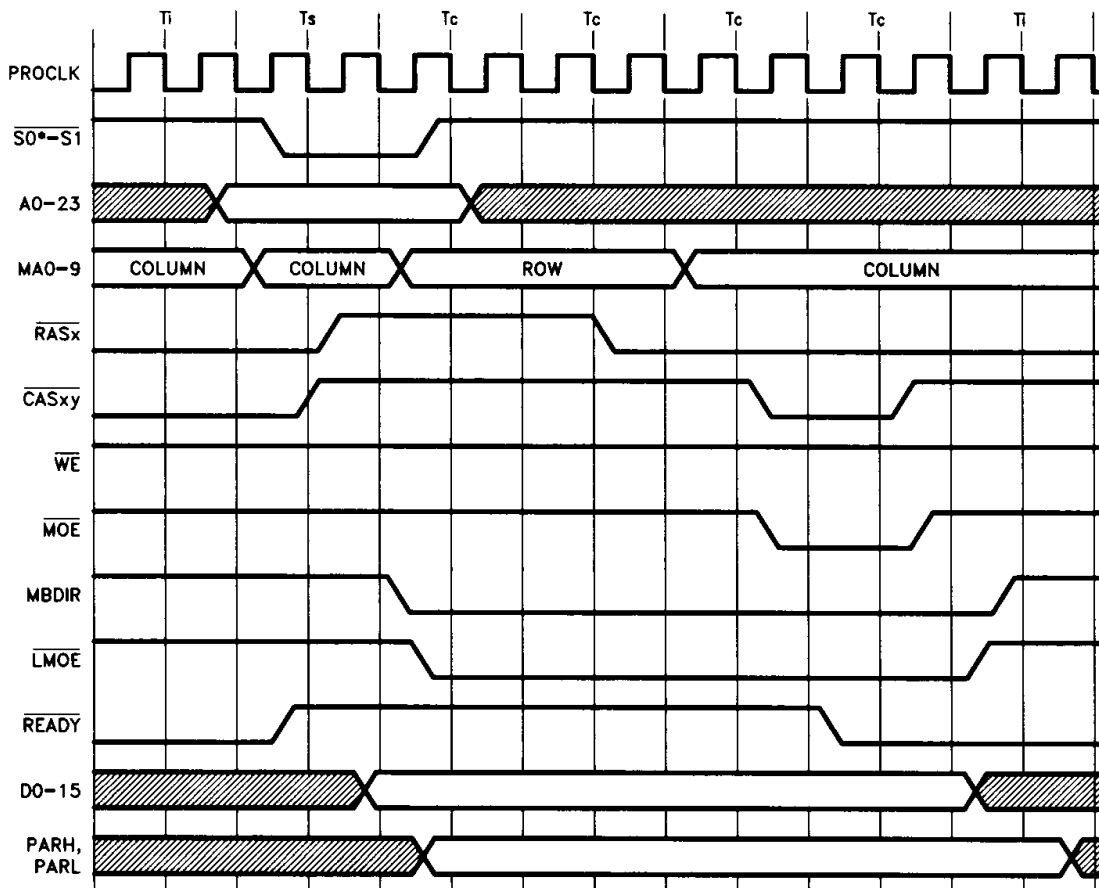 Ti Ts Tc Tc Tc Tc Ti
PROCLK
S0*-S1
A0-23
MA0-9 COLUMN COLUMN ROW COLUMN
RASx
CASxy
WE
MOE
MBDIR
LMOE
READY
D0-15
PARH,
PARL